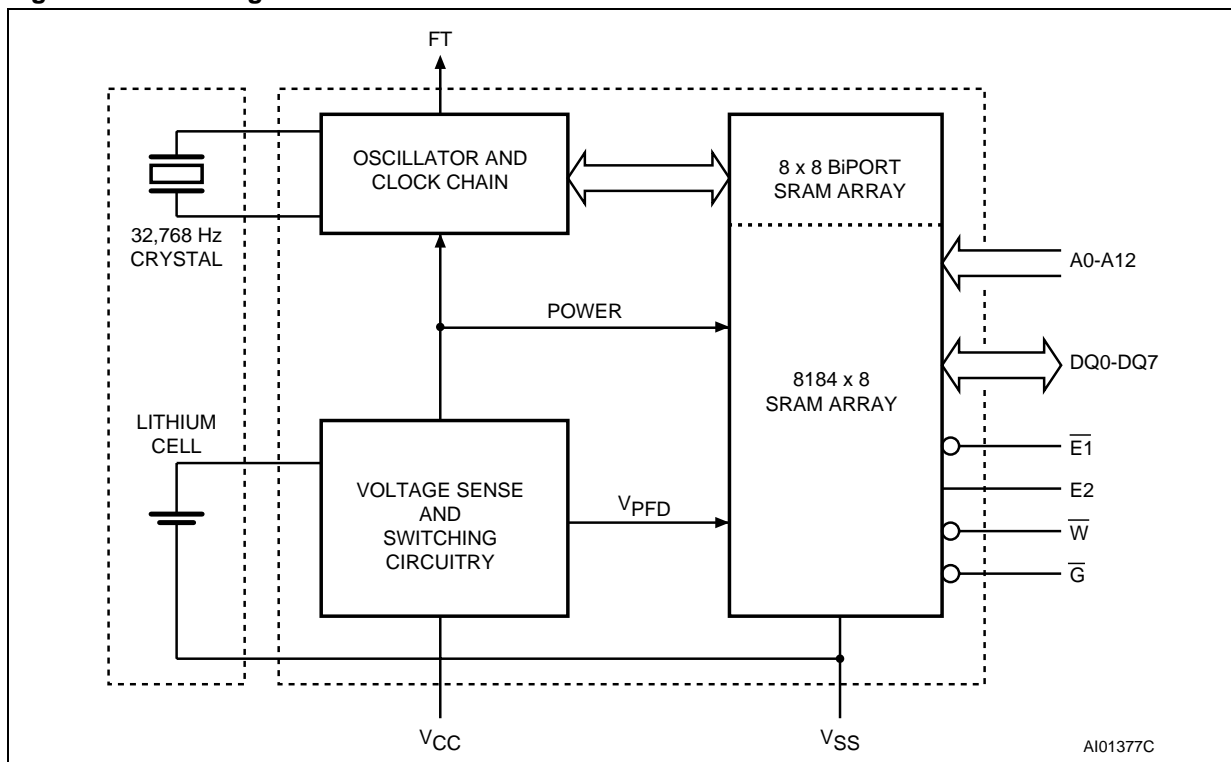 FT
OSCILLATOR AND
CLOCK CHAIN
8 x 8 BiPORT
SRAM ARRAY
32,768 Hz
CRYSTAL
A0-A12
POWER
DQ0-DQ7
8184 x 8
SRAM ARRAY
LITHIUM
CELL
E1
E2
VOLTAGE SENSE
AND
SWITCHING
CIRCUITRY
VPFD
W
G
VCC
VSS
AI01377C